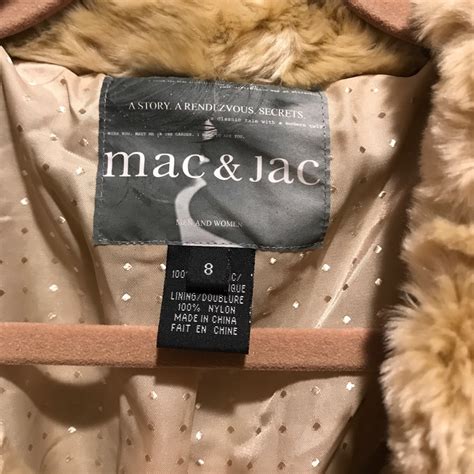 A STORY. A RENDEZVOUS. SECRETS.
a classic tale with a modern
mac & Jac
MEN AND WOMEN
8
100%
LINING/DOUBLURE
100% NYLON
MADE IN CHINA
FAIT EN CHINE